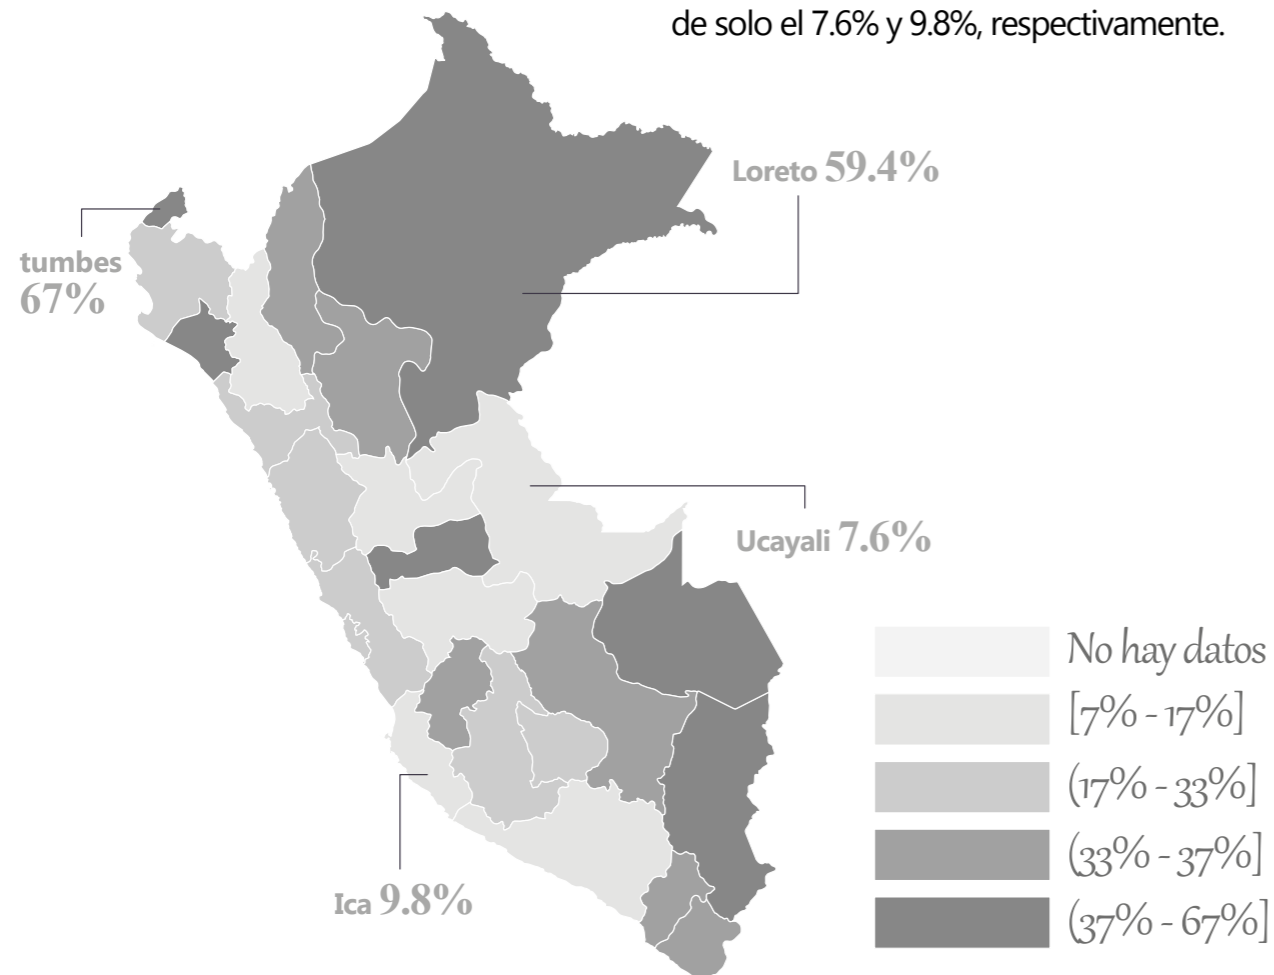 de solo el 7.6% y 9.8%, respectivamente.
Loreto 59.4%
tumbes
67%
Ucayali 7.6%
Ica 9.8%
No hay datos
[7% - 17%]
(17% - 33%]
(33% - 37%]
(37% - 67%]